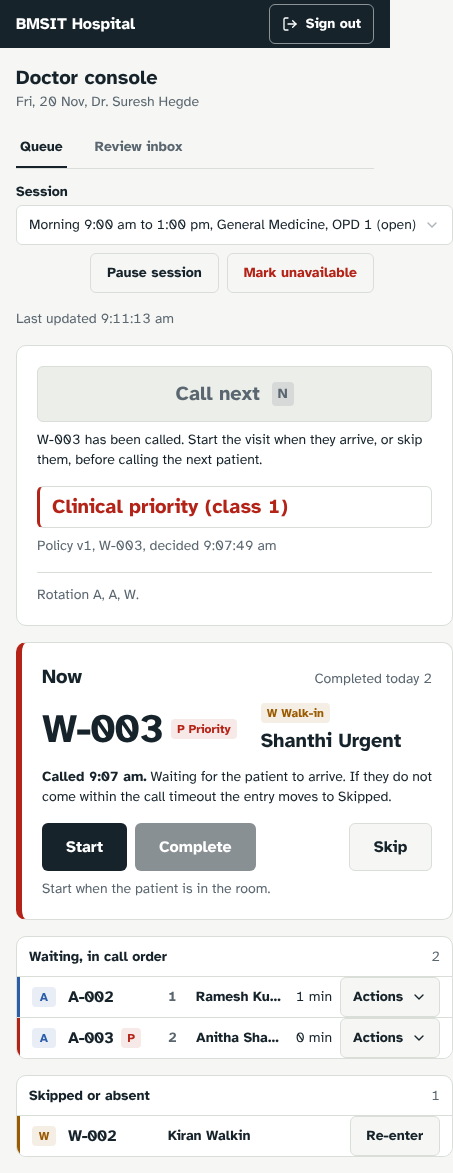 BMSIT Hospital
Sign out
Doctor console
Fri, 20 Nov, Dr. Suresh Hegde
Queue Review inbox
Session
Morning 9:00 am to 1:00 pm, General Medicine, OPD 1 (open)
Pause session Mark unavailable
Last updated 9:11:13 am
Call next N
W-003 has been called. Start the visit when they arrive, or skip
them, before calling the next patient.
Clinical priority (class 1)
Policy v1, W-003, decided 9:07:49 am
Rotation A, A, W.
Now Completed today 2
W-003 P Priority
W Walk-in
Shanthi Urgent
Called 9:07 am. Waiting for the patient to arrive. If they do not
come within the call timeout the entry moves to Skipped.
Start Complete Skip
Start when the patient is in the room.
Waiting, in call order 2
A A-002 1 Ramesh Ku... 1 min Actions
A A-003 P 2 Anitha Sha... 0 min Actions
Skipped or absent 1
W W-002 Kiran Walkin Re-enter